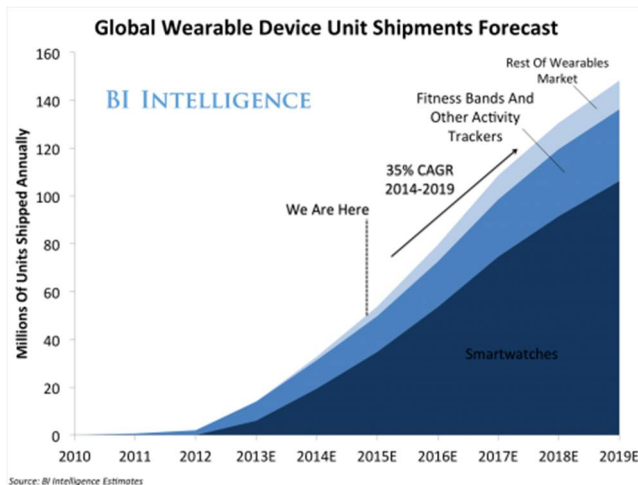 Global Wearable Device Unit Shipments Forecast
BI INTELLIGENCE
Millions Of Units Shipped Annually
160
140
120
100
80
60
40
20
0
Rest Of Wearables
Market
Fitness Bands And
Other Activity
Trackers
35% CAGR
2014-2019
We Are Here
Smartwatches
2010 2011 2012 2013E 2014E 2015E 2016E 2017E 2018E 2019E
Source: BI Intelligence Estimates